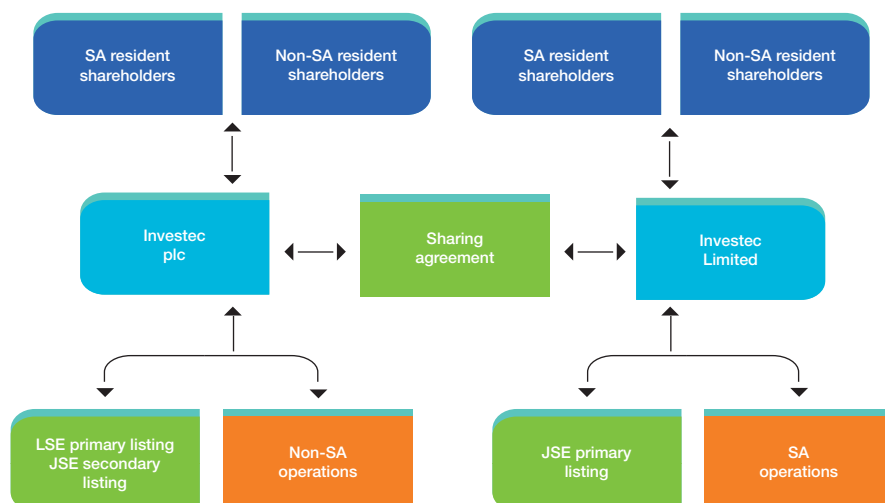 SA resident
shareholders
Non-SA resident
shareholders
SA resident
shareholders
Non-SA resident
shareholders
Investec
plc
Sharing
agreement
Investec
Limited
LSE primary listing
JSE secondary
listing
Non-SA
operations
JSE primary
listing
SA
operations